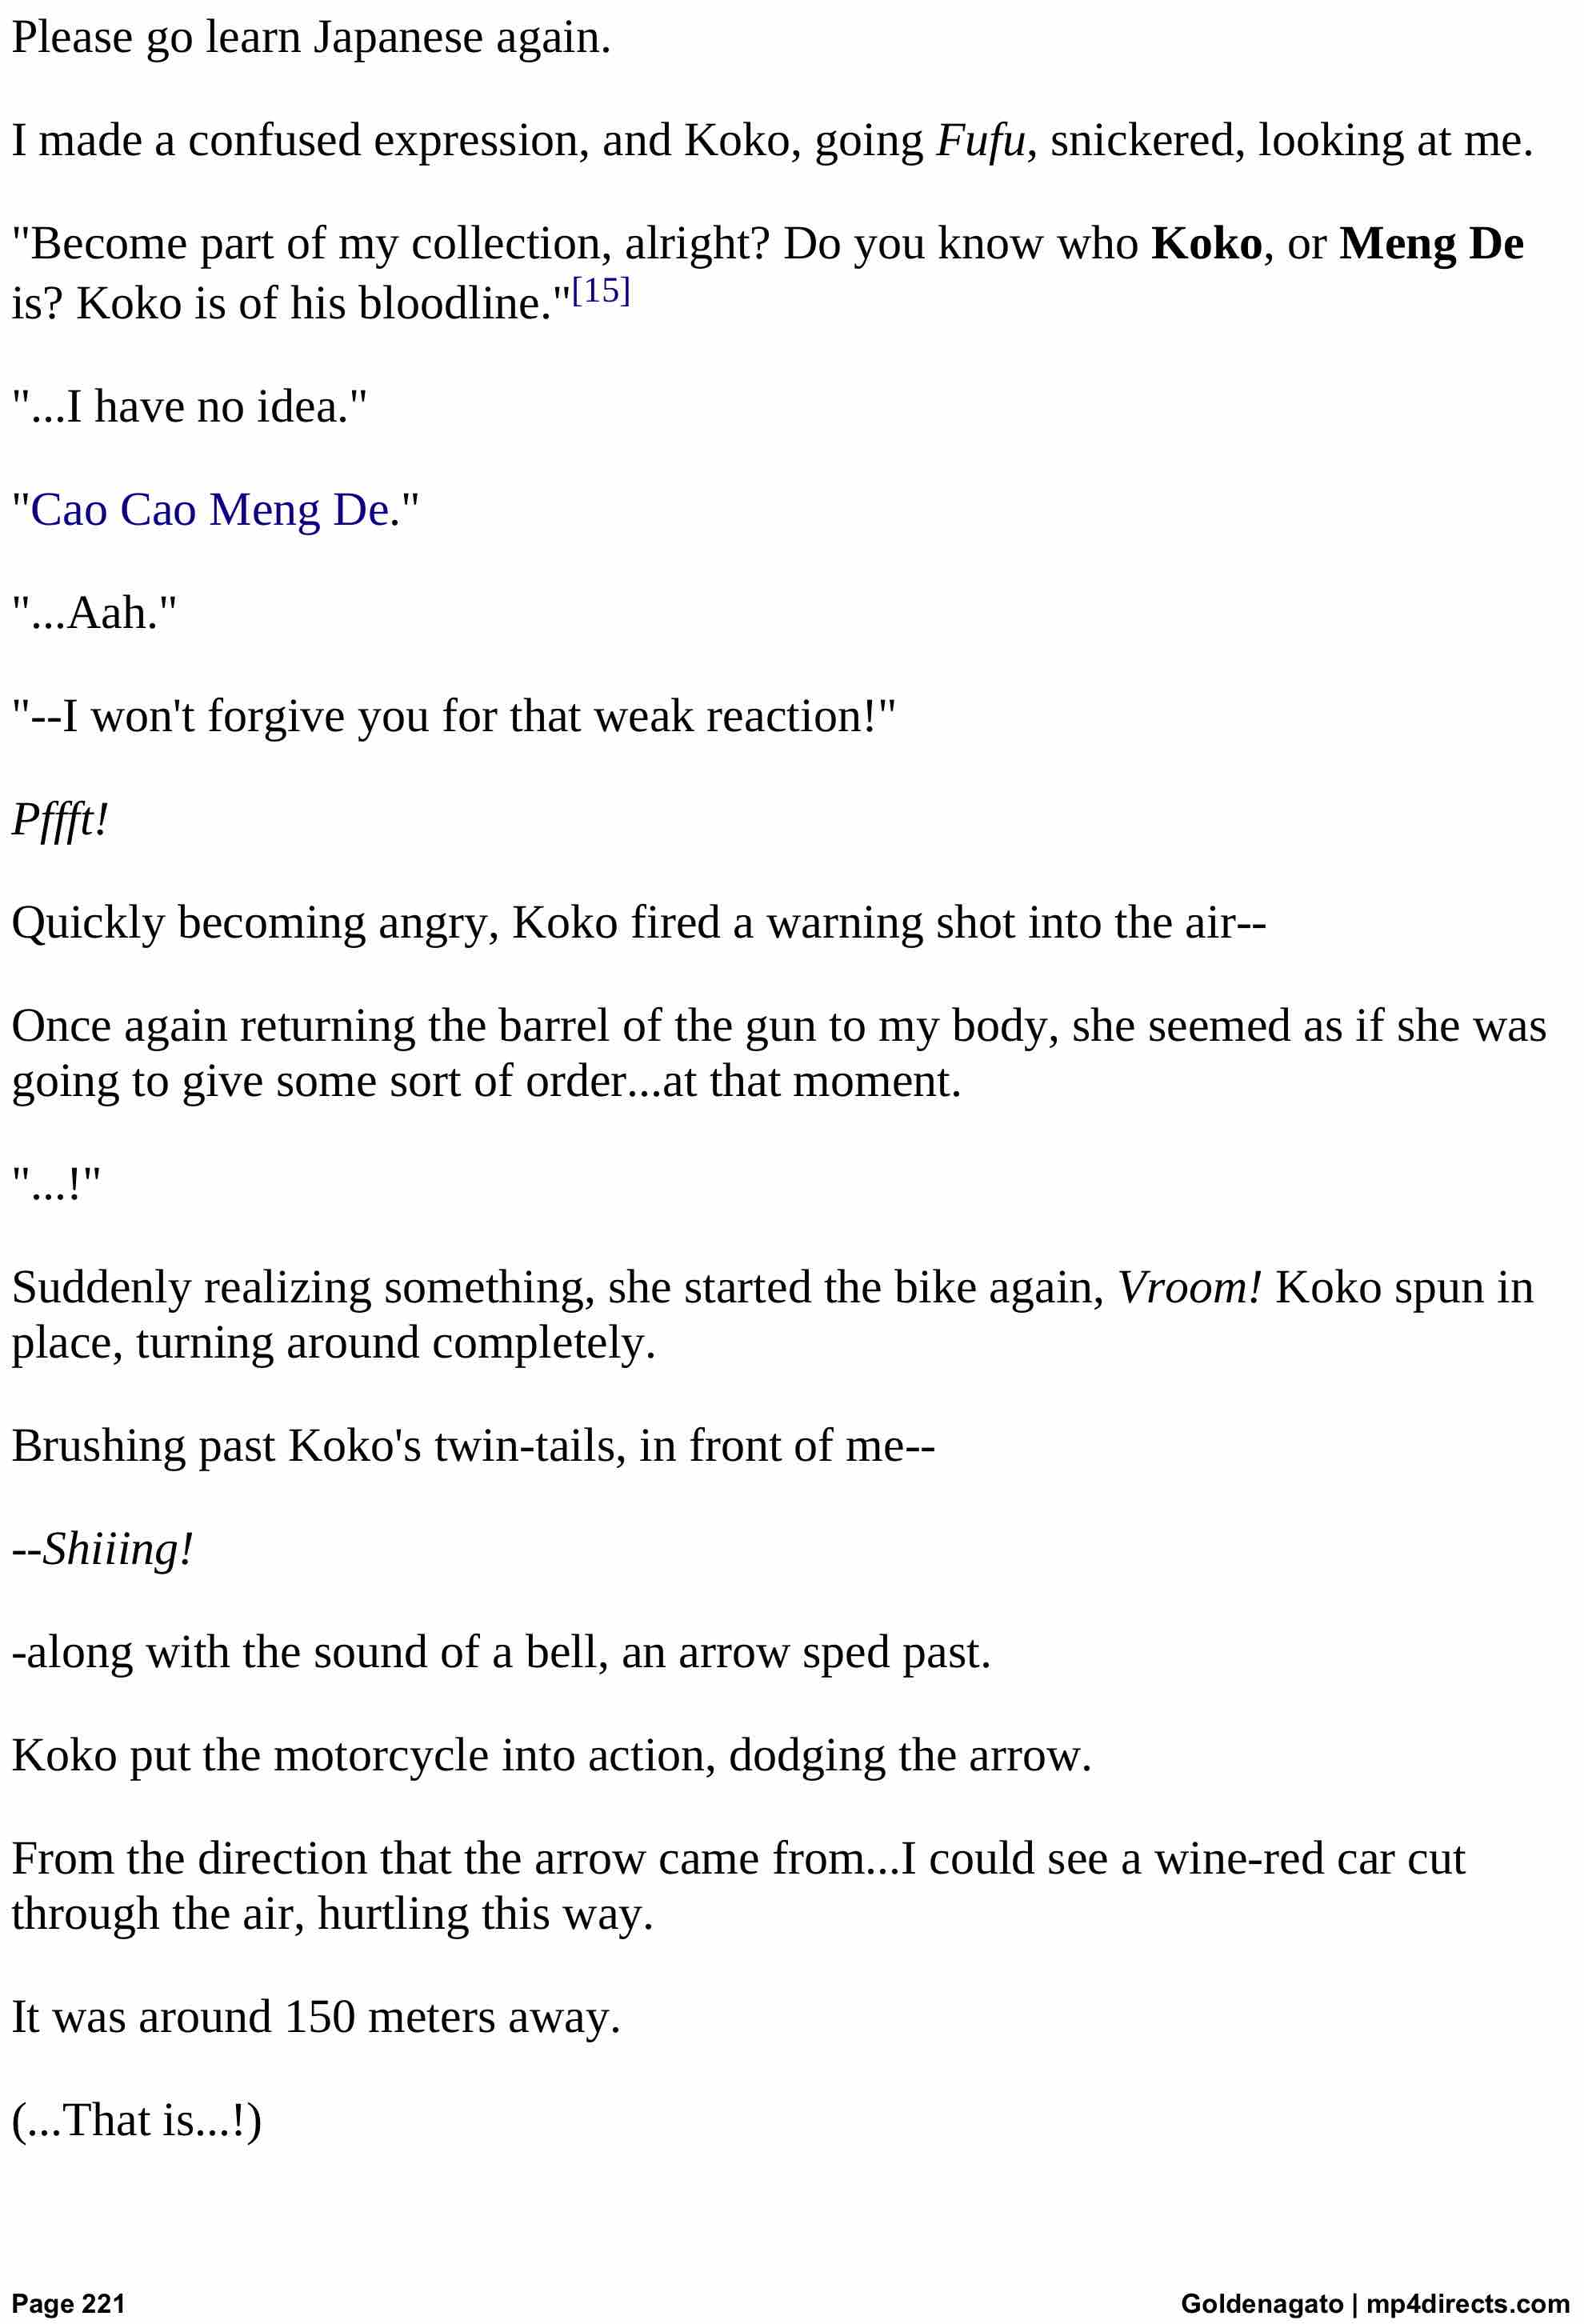 Please go learn Japanese again.
I made a confused expression, and Koko, going Fufu, snickered, looking at me.
"Become part of my collection, alright? Do you know who Koko, or Meng De
is? Koko is of his bloodline."[15]
"...I have no idea."
"Cao Cao Meng De."
"...Aah."
"--I won't forgive you for that weak reaction!"
Pffft!
Quickly becoming angry, Koko fired a warning shot into the air--
Once again returning the barrel of the gun to my body, she seemed as if she was
going to give some sort of order...at that moment.
"...!"
Suddenly realizing something, she started the bike again, Vroom! Koko spun in
place, turning around completely.
Brushing past Koko's twin-tails, in front of me--
--Shiiing!
-along with the sound of a bell, an arrow sped past.
Koko put the motorcycle into action, dodging the arrow.
From the direction that the arrow came from...I could see a wine-red car cut
through the air, hurtling this way.
It was around 150 meters away.
(...That is...!)
Page 221
Goldenagato | mp4directs.com